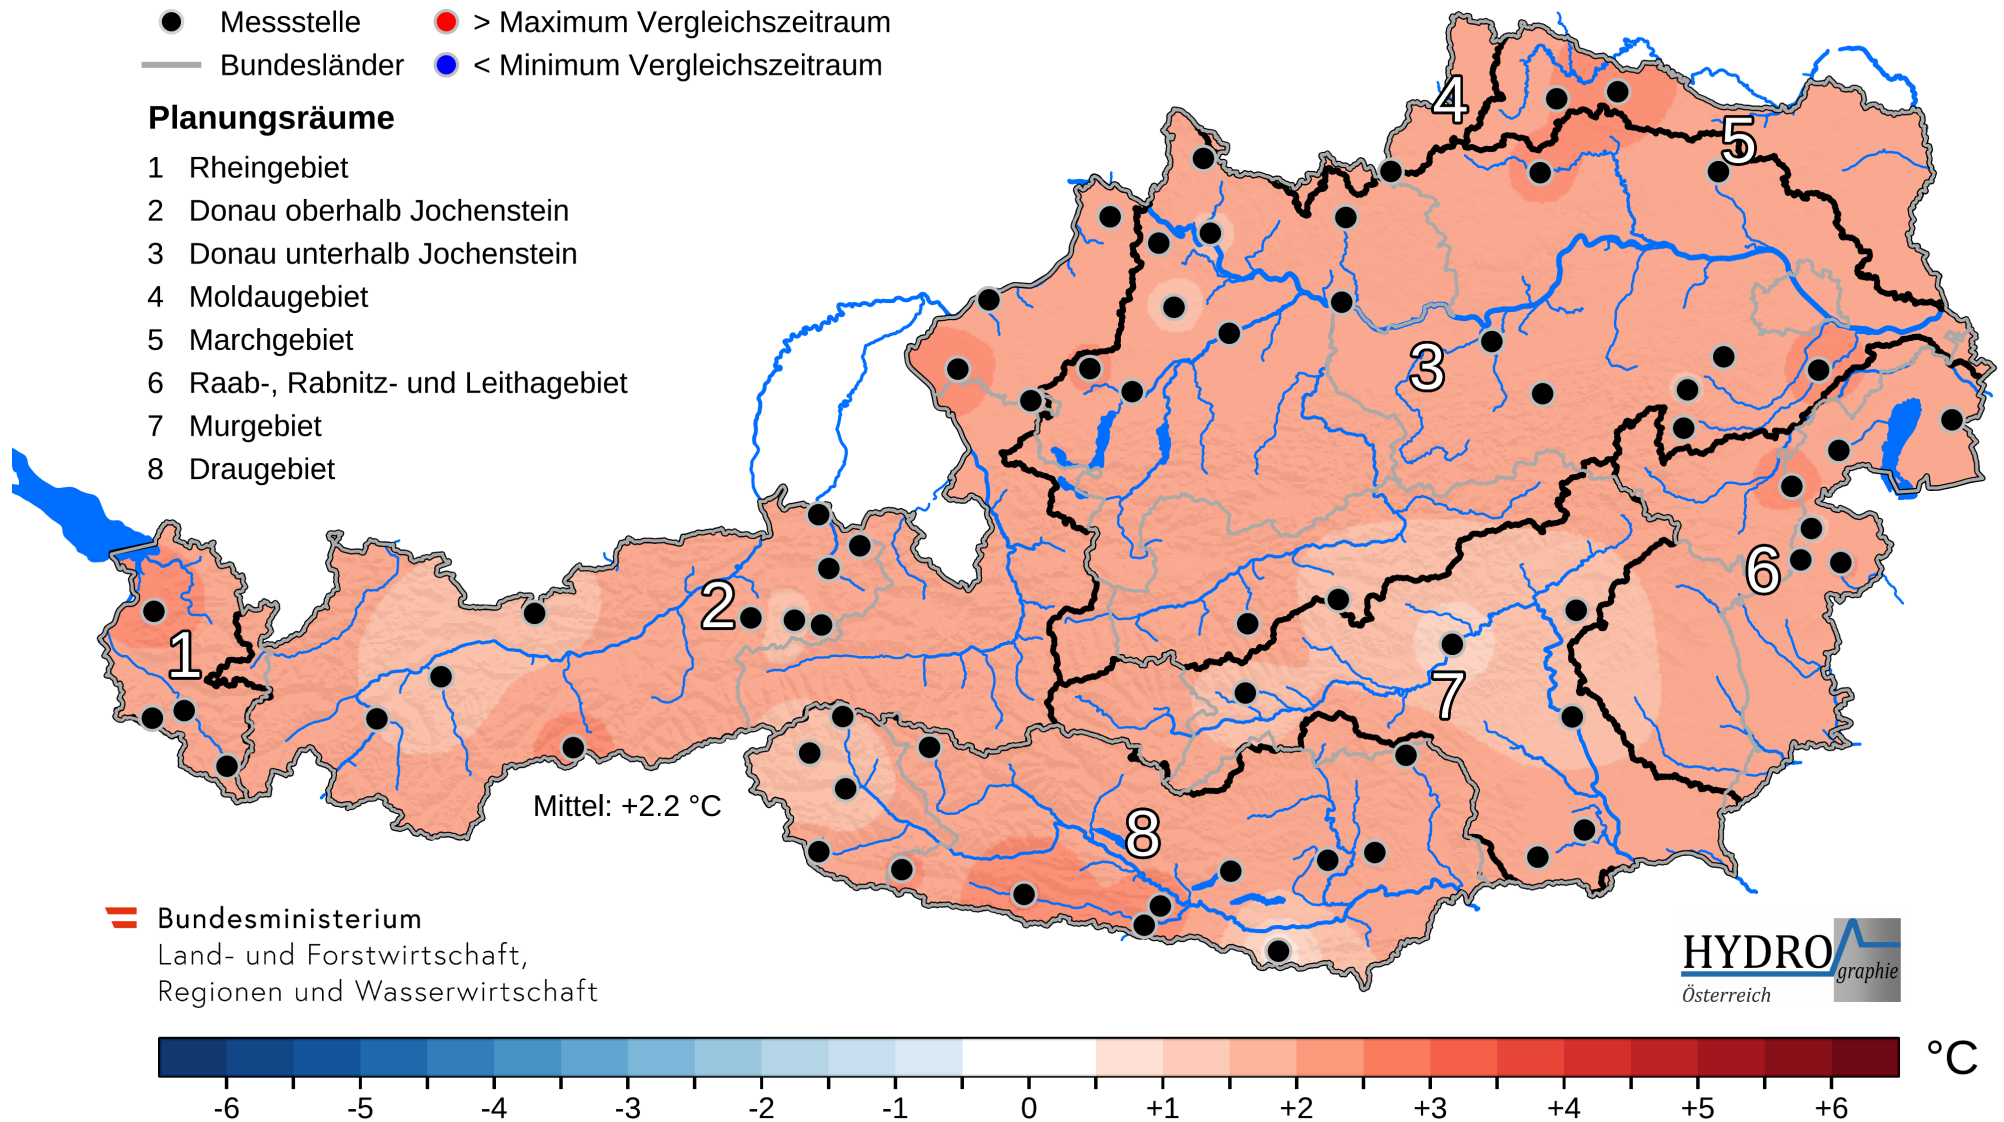 Messstelle
> Maximum Vergleichszeitraum
Bundesländer
< Minimum Vergleichszeitraum
Planungsräume
1 Rheingebiet
2 Donau oberhalb Jochenstein
3 Donau unterhalb Jochenstein
4 Moldaugebiet
5 Marchgebiet
6 Raab-, Rabnitz- und Leithagebiet
7 Murgebiet
8 Draugebiet
4
5
3
2
6
1
7
8
Mittel: +2.2 °C
Bundesministerium
Land- und Forstwirtschaft,
Regionen und Wasserwirtschaft
HYDRO
graphie
Österreich
°C
-6 -5 -4 -3 -2 -1 0 +1 +2 +3 +4 +5 +6